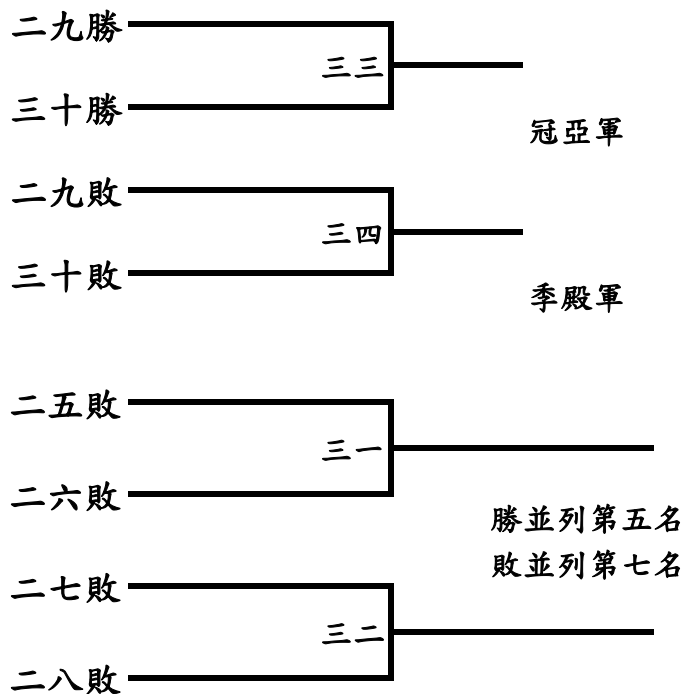 二九勝
三三
三十勝
冠亞軍
二九敗
三四
三十敗
季殿軍
二五敗
三一
二六敗
勝並列第五名
敗並列第七名
二七敗
三二
二八敗